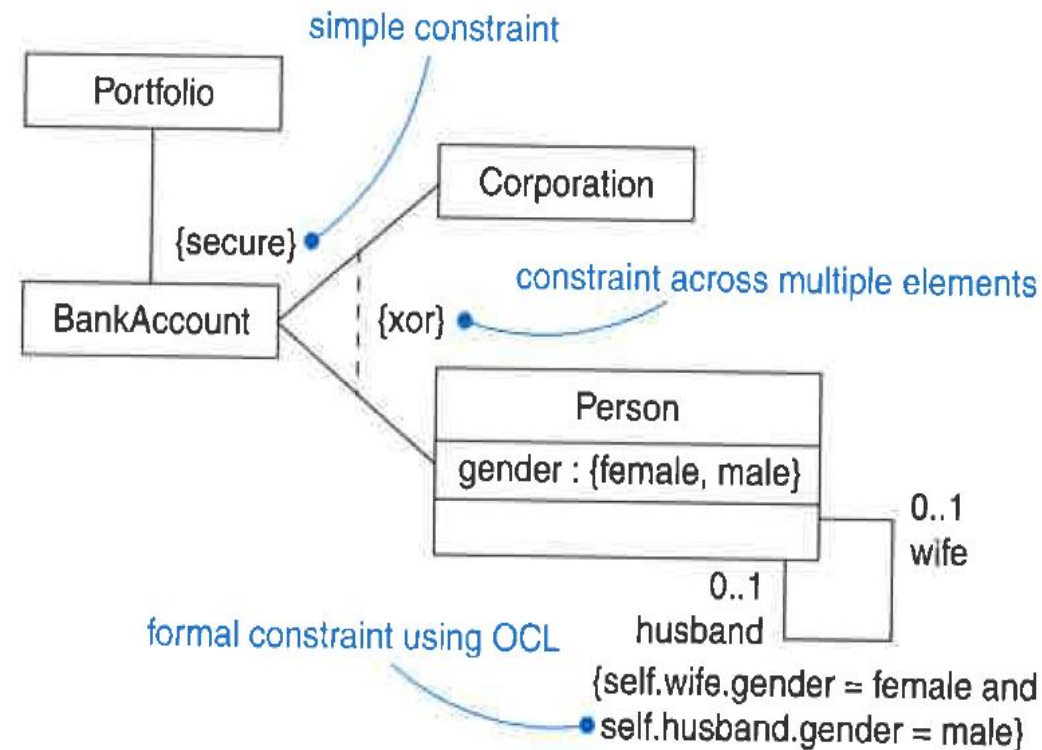 simple constraint
Portfolio
Corporation
{secure}
constraint across multiple elements
BankAccount
{xor}
Person
gender : {female, male}
0..1
wife
0..1
husband
formal constraint using OCL
{self.wife.gender = female and
self.husband.gender = male}